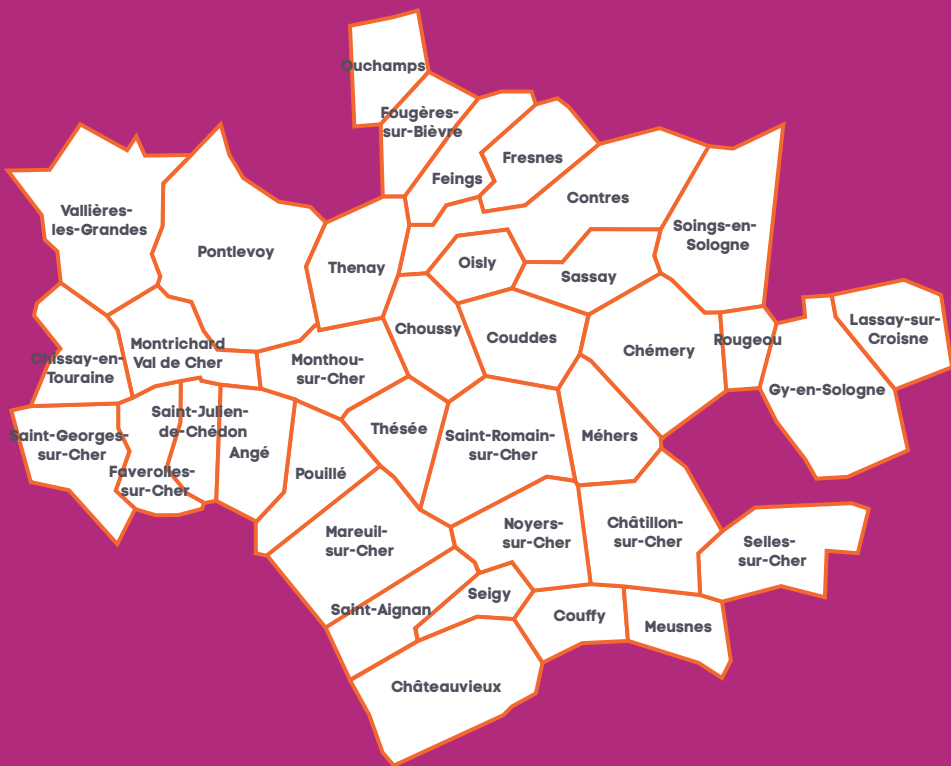 Ouchamps
Fougères-
sur-Bièvre
Fresnes
Feings
Contres
Vallières-
les-Grandes
Soings-en-
Sologne
Pontlevoy
Thenay
Oisly
Sassay
Choussy
Couddes
Lassay-sur-
Croisne
Rougeou
Chémery
Montrichard
Val de Cher
Chissay-en-
Touraine
Monthou-
sur-Cher
Gy-en-Sologne
Saint-Julien-
de-Chédon
Thésée
Saint-Romain-
sur-Cher
Méhers
Saint-Georges-
sur-Cher
Angé
Faverolles-
sur-Cher
Pouillé
Mareuil-
sur-Cher
Noyers-
sur-Cher
Châtillon-
sur-Cher
Selles-
sur-Cher
Seigy
Saint-Aignan
Couffy
Meusnes
Châteauvieux